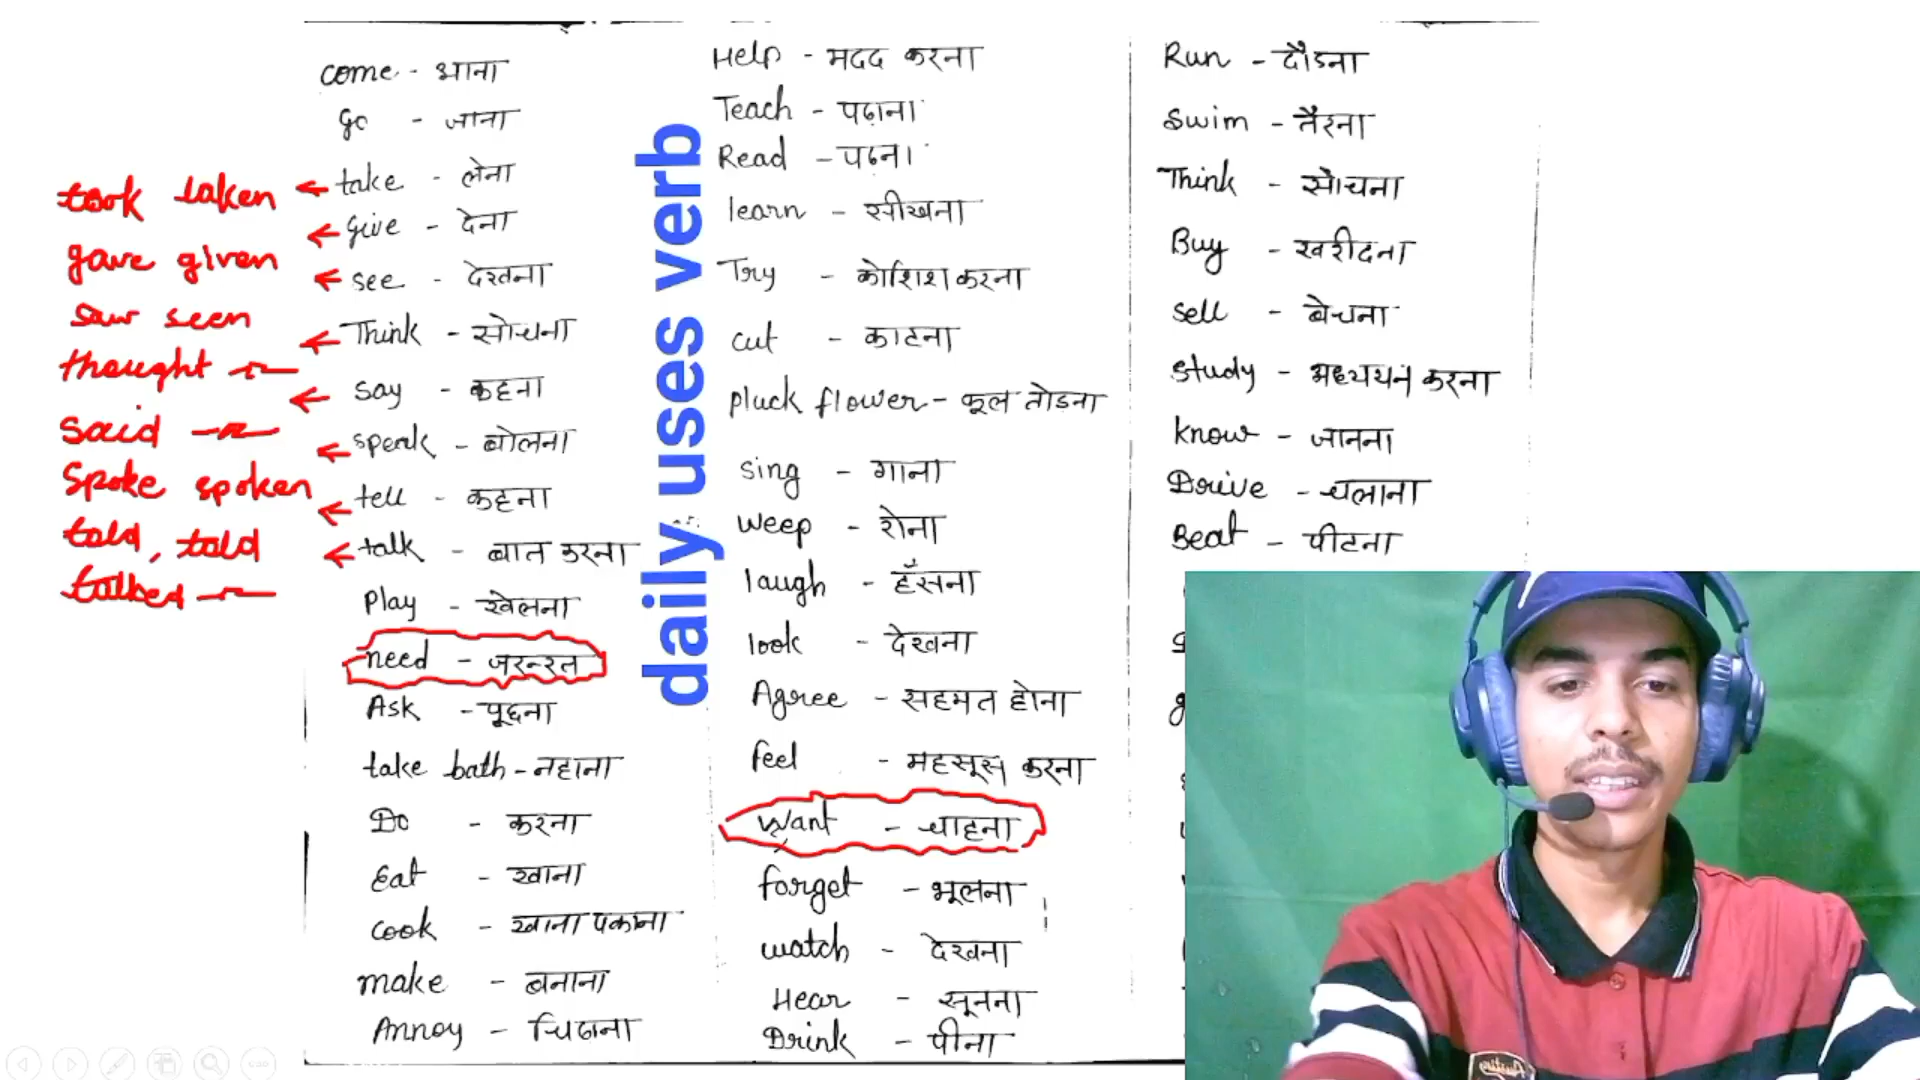 come - आना
Go - जाना
take - लेना
Give - देना
see - देखना
Think - सोचना
say - कहना
speak - बोलना
tell - कहना
talk - बात करना
Play - खेलना
need - जरूरत
Ask - पूछना
take bath - नहाना
Do - करना
Eat - खाना
cook - खाना पकाना
make - बनाना
Annoy - चिढाना
took taken
gave given
saw seen
thought
said
Spoke spoken
told, told
talked
daily uses verb
Help - मदद करना
Teach - पढ़ाना
Read - पढ़ना
learn - सीखना
Try - कोशिश करना
cut - काटना
pluck flower - फूल तोडना
sing - गाना
weep - रोना
laugh - हँसना
look - देखना
Agree - सहमत होना
feel - महसूस करना
Want - चाहना
forget - भूलना
watch - देखना
Hear - सूनना
Drink - पीना
Run - दौडना
Swim - तैरना
Think - सोचना
Buy - खरीदना
Sell - बेचना
Study - अध्ययन करना
know - जानना
Drive - चलाना
Beat - पीटना